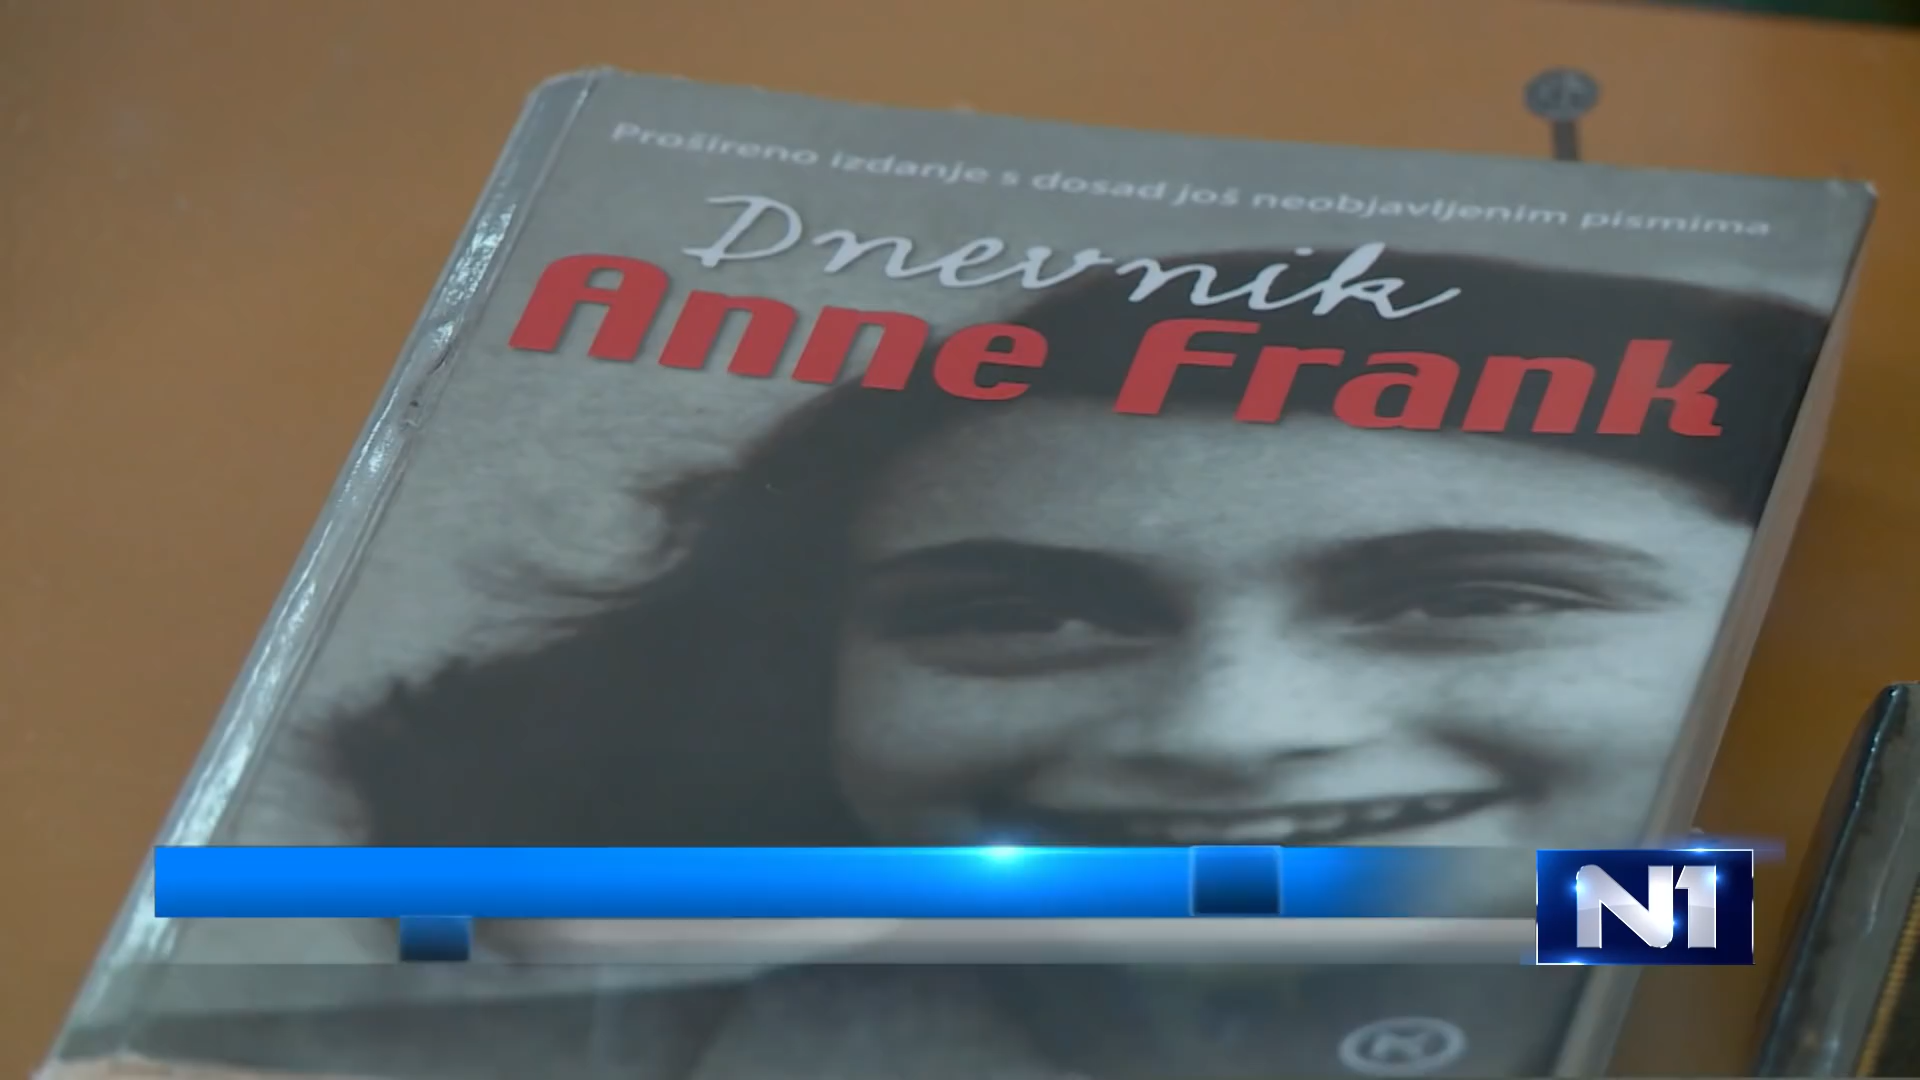 Prošireno izdanje s dosad još neobjavljenim pismima
Dnevnik
Anne Frank
N1